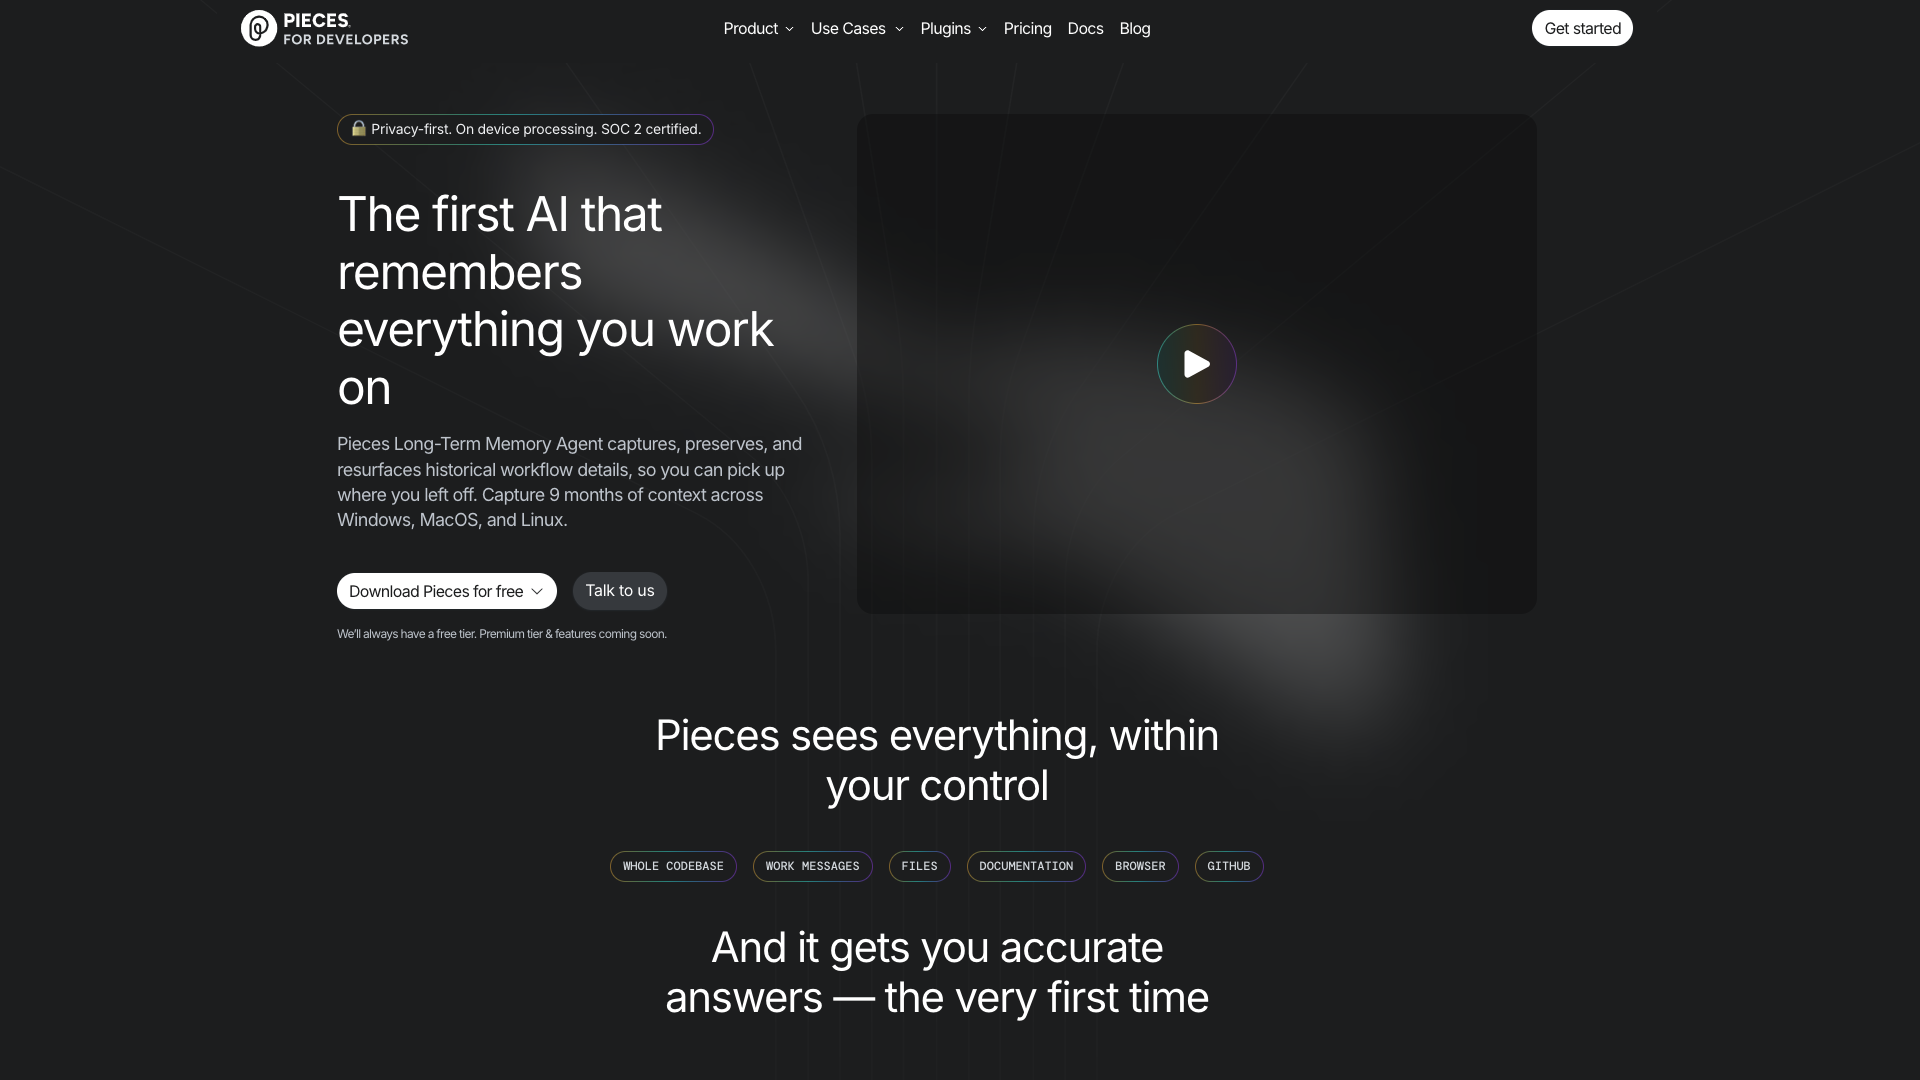 PIECES.
FOR DEVELOPERS
Product
Use Cases
Plugins
Pricing
Docs
Blog
Get started
Privacy-first. On device processing. SOC 2 certified.
The first AI that
remembers
everything you work
on
Pieces Long-Term Memory Agent captures, preserves, and
resurfaces historical workflow details, so you can pick up
where you left off. Capture 9 months of context across
Windows, MacOS, and Linux.
Download Pieces for free
Talk to us
We'll always have a free tier. Premium tier & features coming soon.
Pieces sees everything, within
your control
WHOLE CODEBASE
WORK MESSAGES
FILES
DOCUMENTATION
BROWSER
GITHUB
And it gets you accurate
answers — the very first time